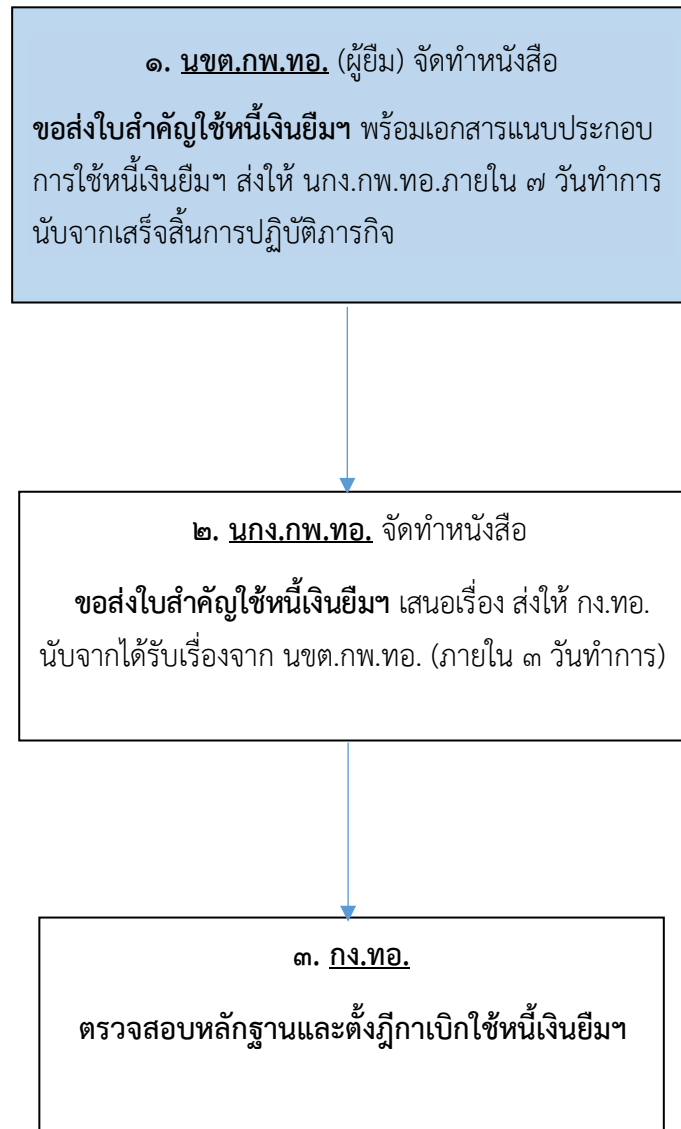 ๑. นขต.กพ.ทอ. (ผู้ยืม) จัดทำหนังสือ
ขอส่งใบสำคัญใช้หนี้เงินยืมฯ พร้อมเอกสารแนบประกอบ
การใช้หนี้เงินยืมฯ ส่งให้ นกง.กพ.ทอ.ภายใน ๗ วันทำการ
นับจากเสร็จสิ้นการปฏิบัติภารกิจ
๒. นกง.กพ.ทอ. จัดทำหนังสือ
ขอส่งใบสำคัญใช้หนี้เงินยืมฯ เสนอเรื่อง ส่งให้ กง.ทอ.
นับจากได้รับเรื่องจาก นขต.กพ.ทอ. (ภายใน ๓ วันทำการ)
๓. กง.ทอ.
ตรวจสอบหลักฐานและตั้งฎีกาเบิกใช้หนี้เงินยืมฯ